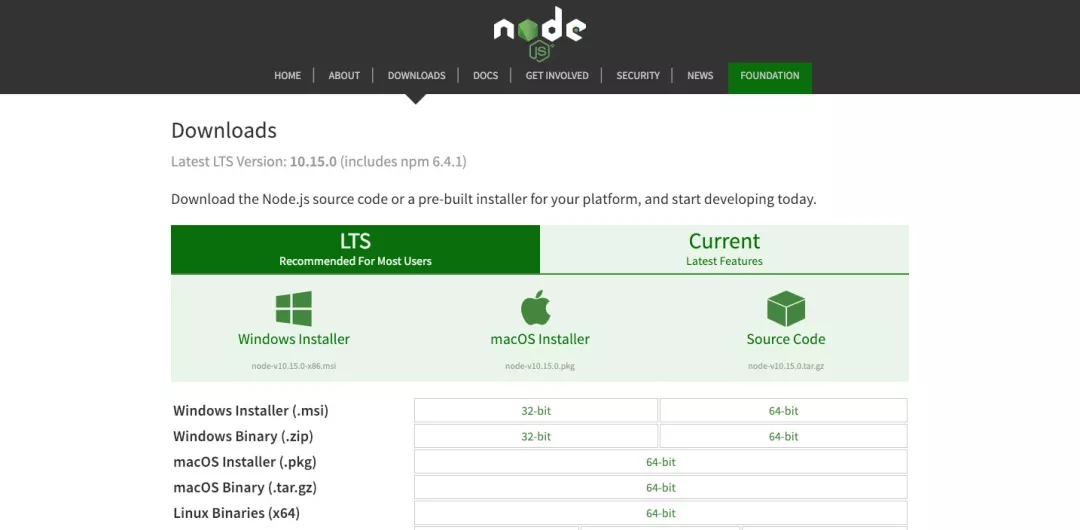 node
JS
HOME ABOUT DOWNLOADS DOCS GET INVOLVED SECURITY NEWS FOUNDATION
Downloads
Latest LTS Version: 10.15.0 (includes npm 6.4.1)
Download the Node.js source code or a pre-built installer for your platform, and start developing today.
LTS
Recommended For Most Users
Current
Latest Features
Windows Installer
node-v10.15.0-x86.msi
macOS Installer
node-v10.15.0.pkg
Source Code
node-v10.15.0.tar.gz
Windows Installer (.msi) 32-bit 64-bit
Windows Binary (.zip) 32-bit 64-bit
macOS Installer (.pkg) 64-bit
macOS Binary (.tar.gz) 64-bit
Linux Binaries (x64) 64-bit